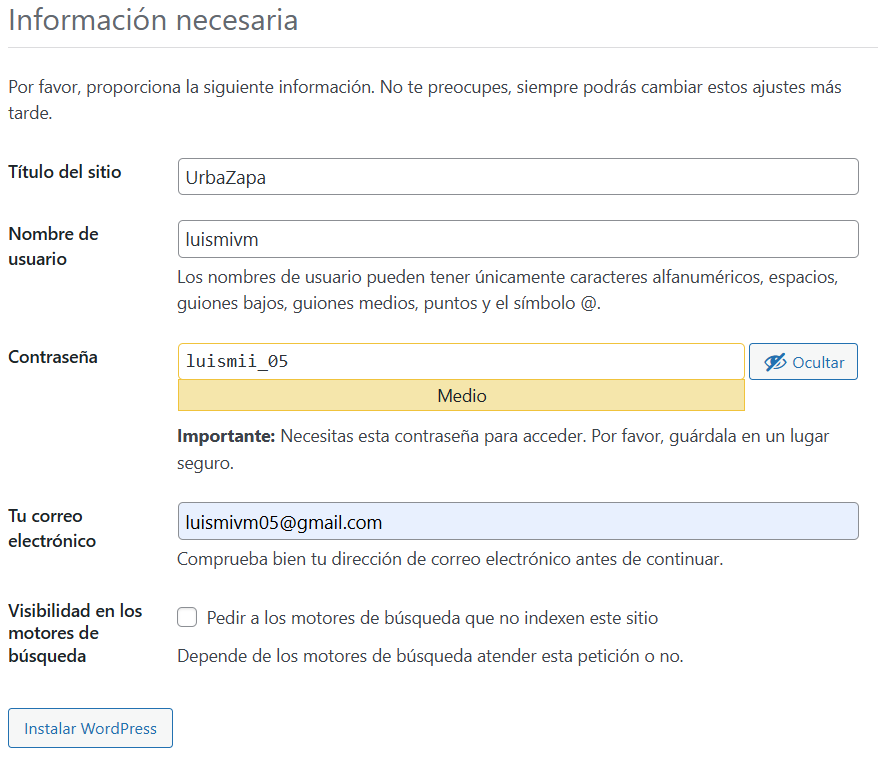 Información necesaria
Por favor, proporciona la siguiente información. No te preocupes, siempre podrás cambiar estos ajustes más
tarde.
Título del sitio
UrbaZapa
Nombre de
usuario
luismivm
Los nombres de usuario pueden tener únicamente caracteres alfanuméricos, espacios,
guiones bajos, guiones medios, puntos y el símbolo @.
Contraseña
luismii_05
Ocultar
Medio
Importante: Necesitas esta contraseña para acceder. Por favor, guárdala en un lugar
seguro.
Tu correo
electrónico
luismivm05@gmail.com
Comprueba bien tu dirección de correo electrónico antes de continuar.
Visibilidad en los
motores de
búsqueda
Pedir a los motores de búsqueda que no indexen este sitio
Depende de los motores de búsqueda atender esta petición o no.
Instalar WordPress